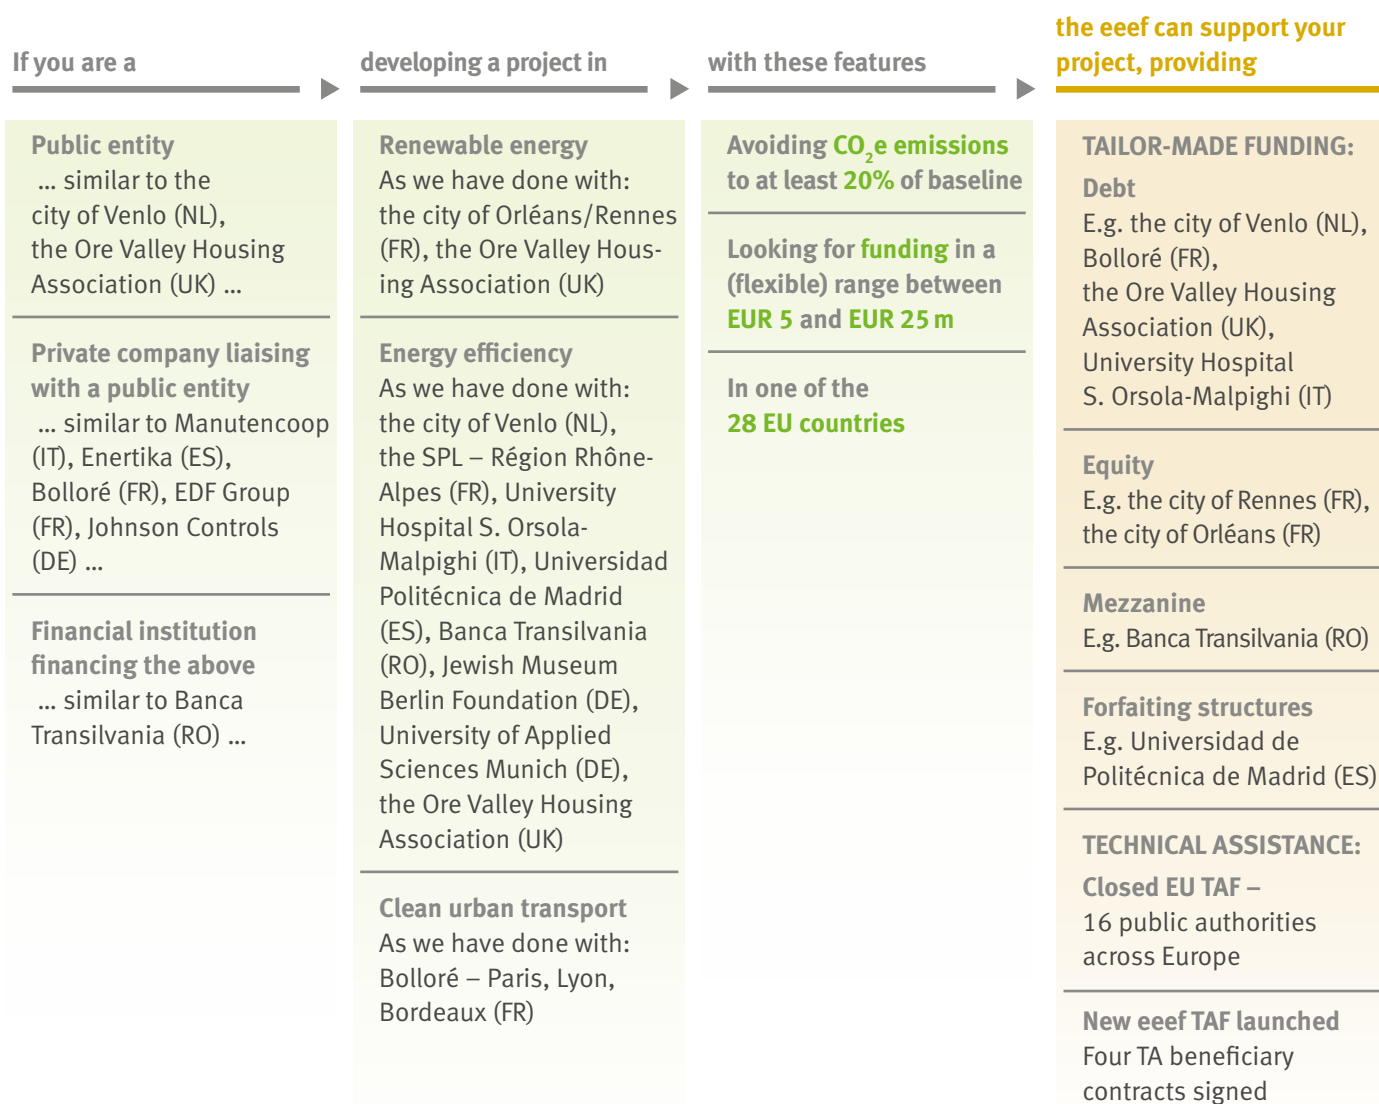 If you are a
developing a project in
with these features
the eeef can support your
project, providing
Public entity
... similar to the
city of Venlo (NL),
the Ore Valley Housing
Association (UK) ...
Private company liaising
with a public entity
... similar to Manutencoop
(IT), Enertika (ES),
Bolloré (FR), EDF Group
(FR), Johnson Controls
(DE) ...
Financial institution
financing the above
... similar to Banca
Transilvania (RO) ...
Renewable energy
As we have done with:
the city of Orléans/Rennes
(FR), the Ore Valley Hous-
ing Association (UK)
Energy efficiency
As we have done with:
the city of Venlo (NL),
the SPL – Région Rhône-
Alpes (FR), University
Hospital S. Orsola-
Malpighi (IT), Universidad
Politécnica de Madrid
(ES), Banca Transilvania
(RO), Jewish Museum
Berlin Foundation (DE),
University of Applied
Sciences Munich (DE),
the Ore Valley Housing
Association (UK)
Clean urban transport
As we have done with:
Bolloré – Paris, Lyon,
Bordeaux (FR)
Avoiding CO₂e emissions
to at least 20% of baseline
Looking for funding in a
(flexible) range between
EUR 5 and EUR 25 m
In one of the
28 EU countries
TAILOR-MADE FUNDING:
Debt
E.g. the city of Venlo (NL),
Bolloré (FR),
the Ore Valley Housing
Association (UK),
University Hospital
S. Orsola-Malpighi (IT)
Equity
E.g. the city of Rennes (FR),
the city of Orléans (FR)
Mezzanine
E.g. Banca Transilvania (RO)
Forfaiting structures
E.g. Universidad de
Politécnica de Madrid (ES)
TECHNICAL ASSISTANCE:
Closed EU TAF –
16 public authorities
across Europe
New eeef TAF launched
Four TA beneficiary
contracts signed